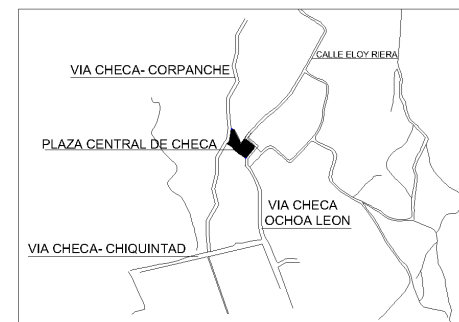 CALLE ELOY RIERA
VIA CHECA- CORPANCHE
PLAZA CENTRAL DE CHECA
VIA CHECA
OCHOA LEON
VIA CHECA- CHIQUINTAD